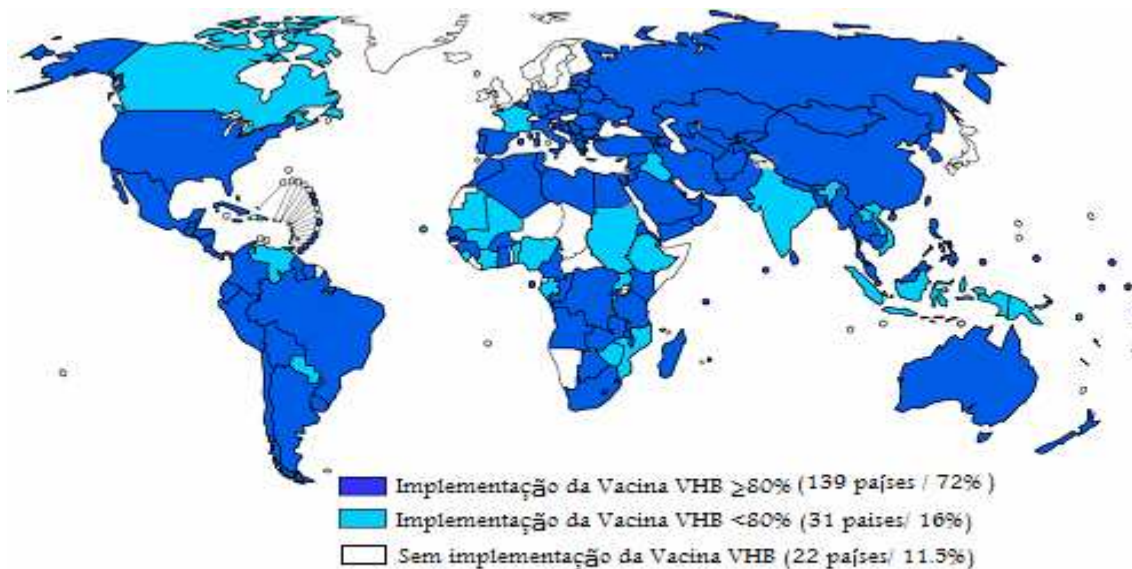 Implementação da Vacina VHB ≥80% (139 países / 72%)
Implementação da Vacina VHB <80% (31 paises/ 16%)
Sem implementação da Vacina VHB (22 países/ 11.5%)